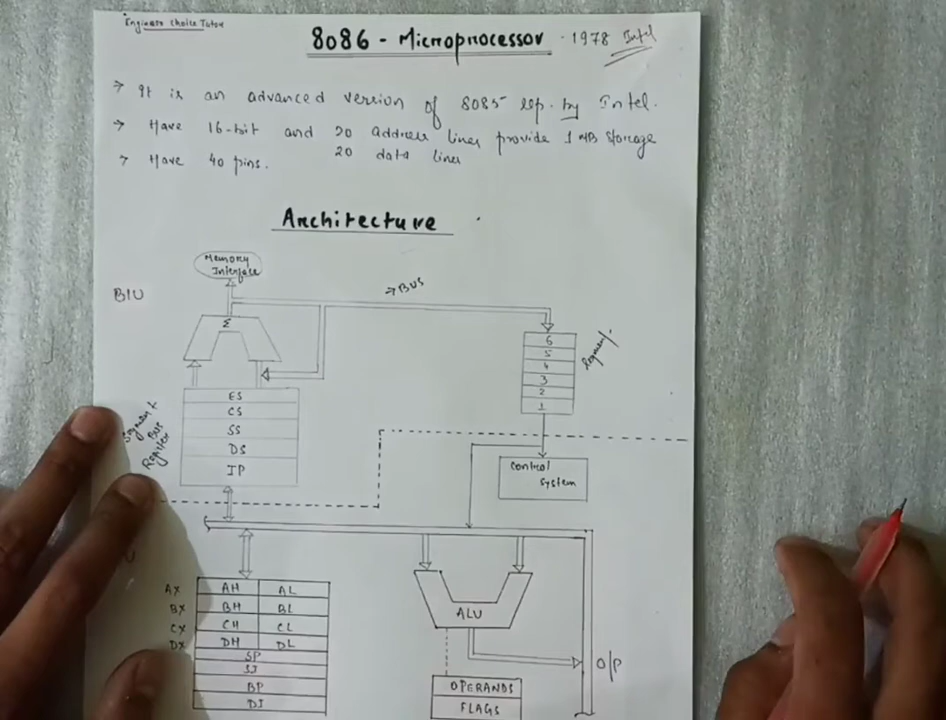 Engineers Choice Tutor
8086 - Microprocessor . 1978 Intel
→ It is an advanced version of 8085 by Intel.
→ Have 16-bit and 20 address lines provide 1 MB storage
→ Have 40 pins. 20 data lines
Architecture
Memory
Interface
BIU
→ BUS
Σ
6
5
4
3
2
1
ES
CS
SS
DS
IP
Bus
Register
Control
System
AX AH AL
BX BH BL
CX CH CL
DX DH DL
SP
SI
BP
DI
ALU
O/P
OPERANDS
FLAGS